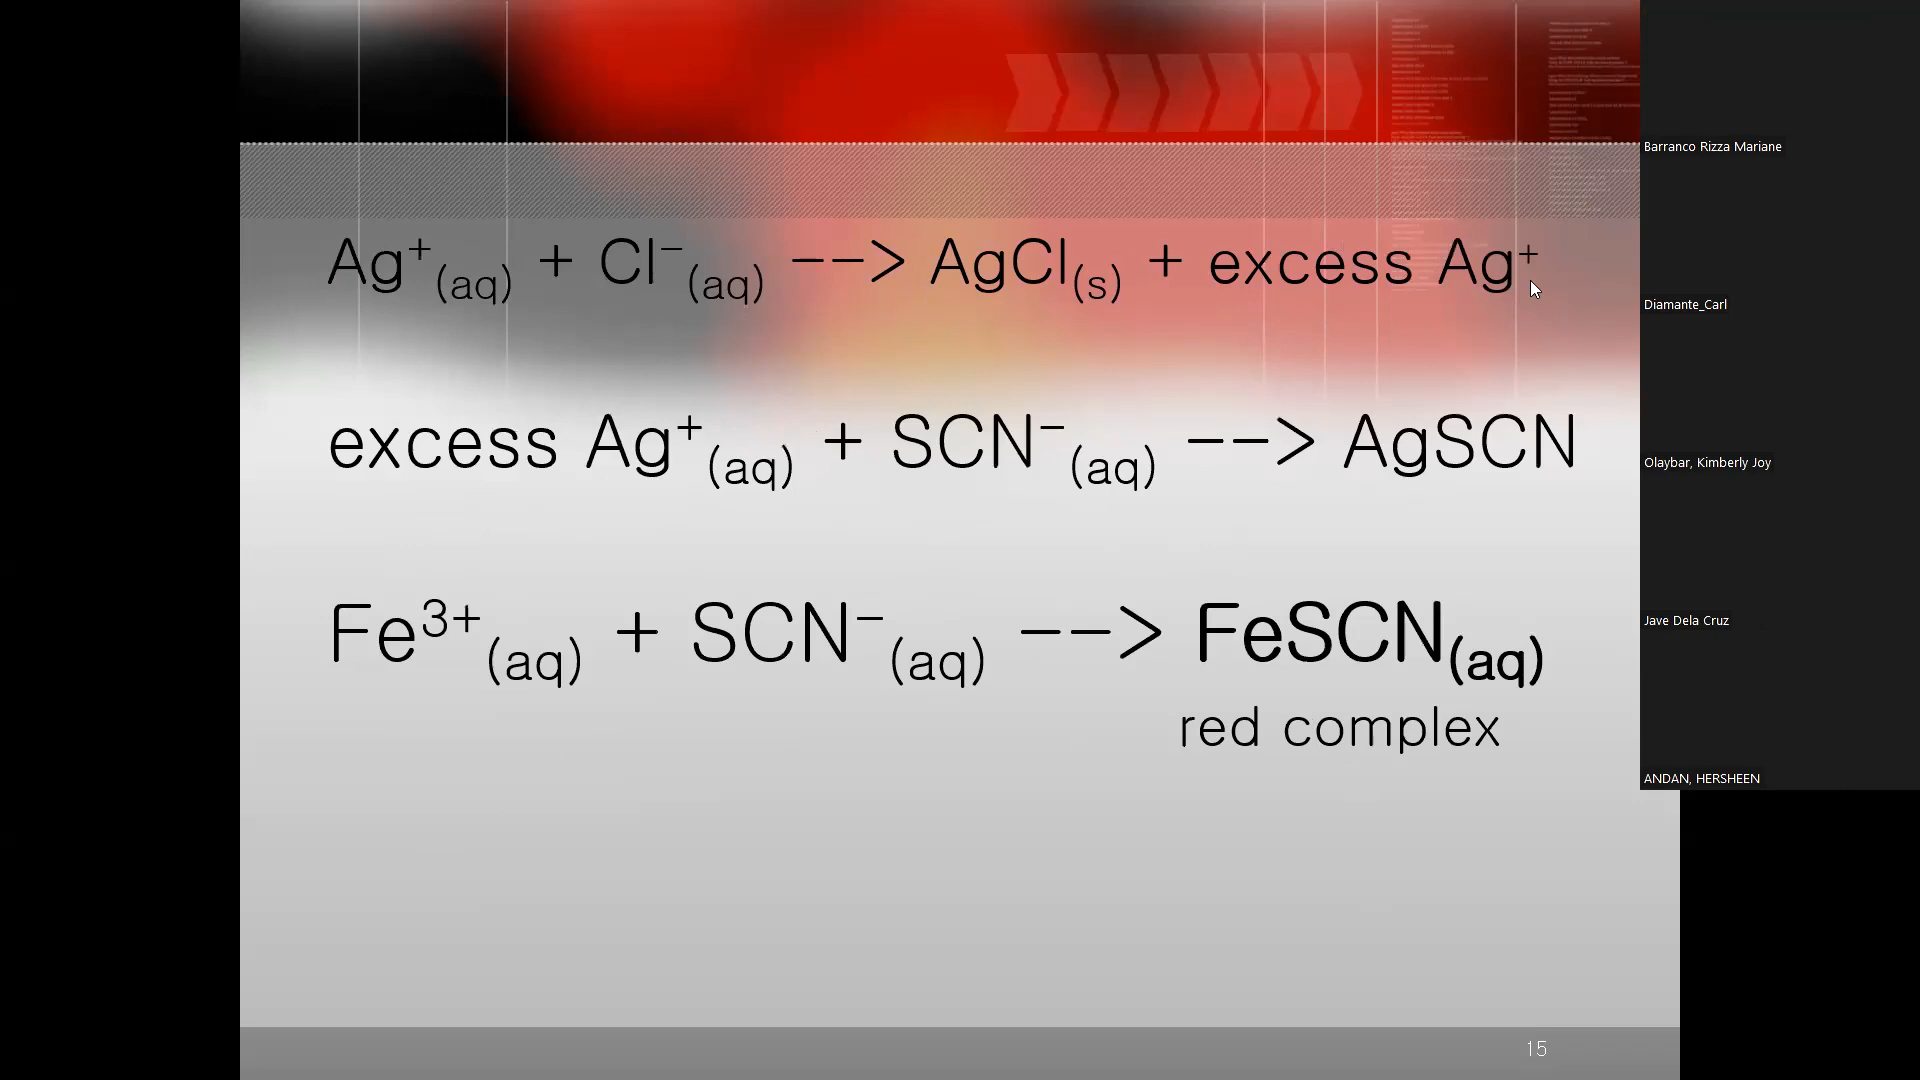 Ag⁺(aq) + Cl⁻(aq) --> AgCl(s) + excess Ag⁺
excess Ag⁺(aq) + SCN⁻(aq) --> AgSCN
Fe³⁺(aq) + SCN⁻(aq) --> FeSCN(aq)
red complex
15
Barranco Rizza Mariane
Diamante_Carl
Olaybar, Kimberly Joy
Jave Dela Cruz
ANDAN, HERSHEEN